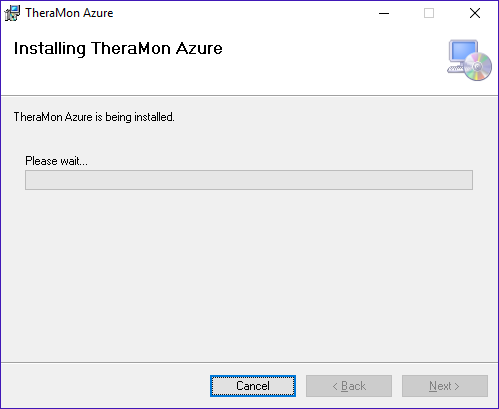 TheraMon Azure
Installing TheraMon Azure
TheraMon Azure is being installed.
Please wait...
Cancel
< Back
Next >